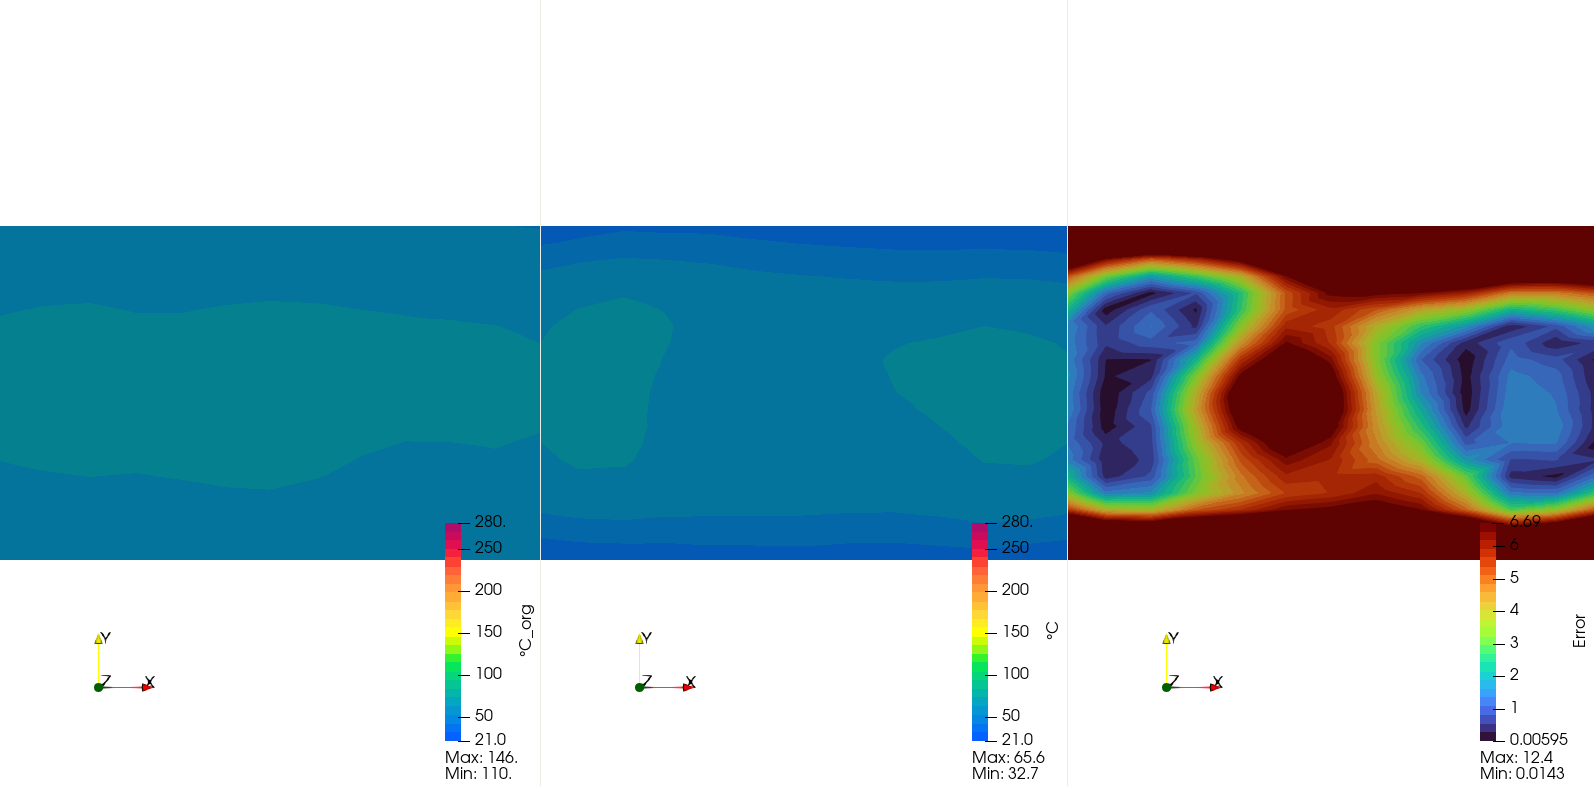 280.
250
200
150
100
50
21.0
°C_org
Max: 146.
Min: 110.
Y
Z
X
280.
250
200
150
100
50
21.0
°C
Max: 65.6
Min: 32.7
Y
Z
X
6.69
6
5
4
3
2
1
0.00595
Error
Max: 12.4
Min: 0.0143
Y
Z
X